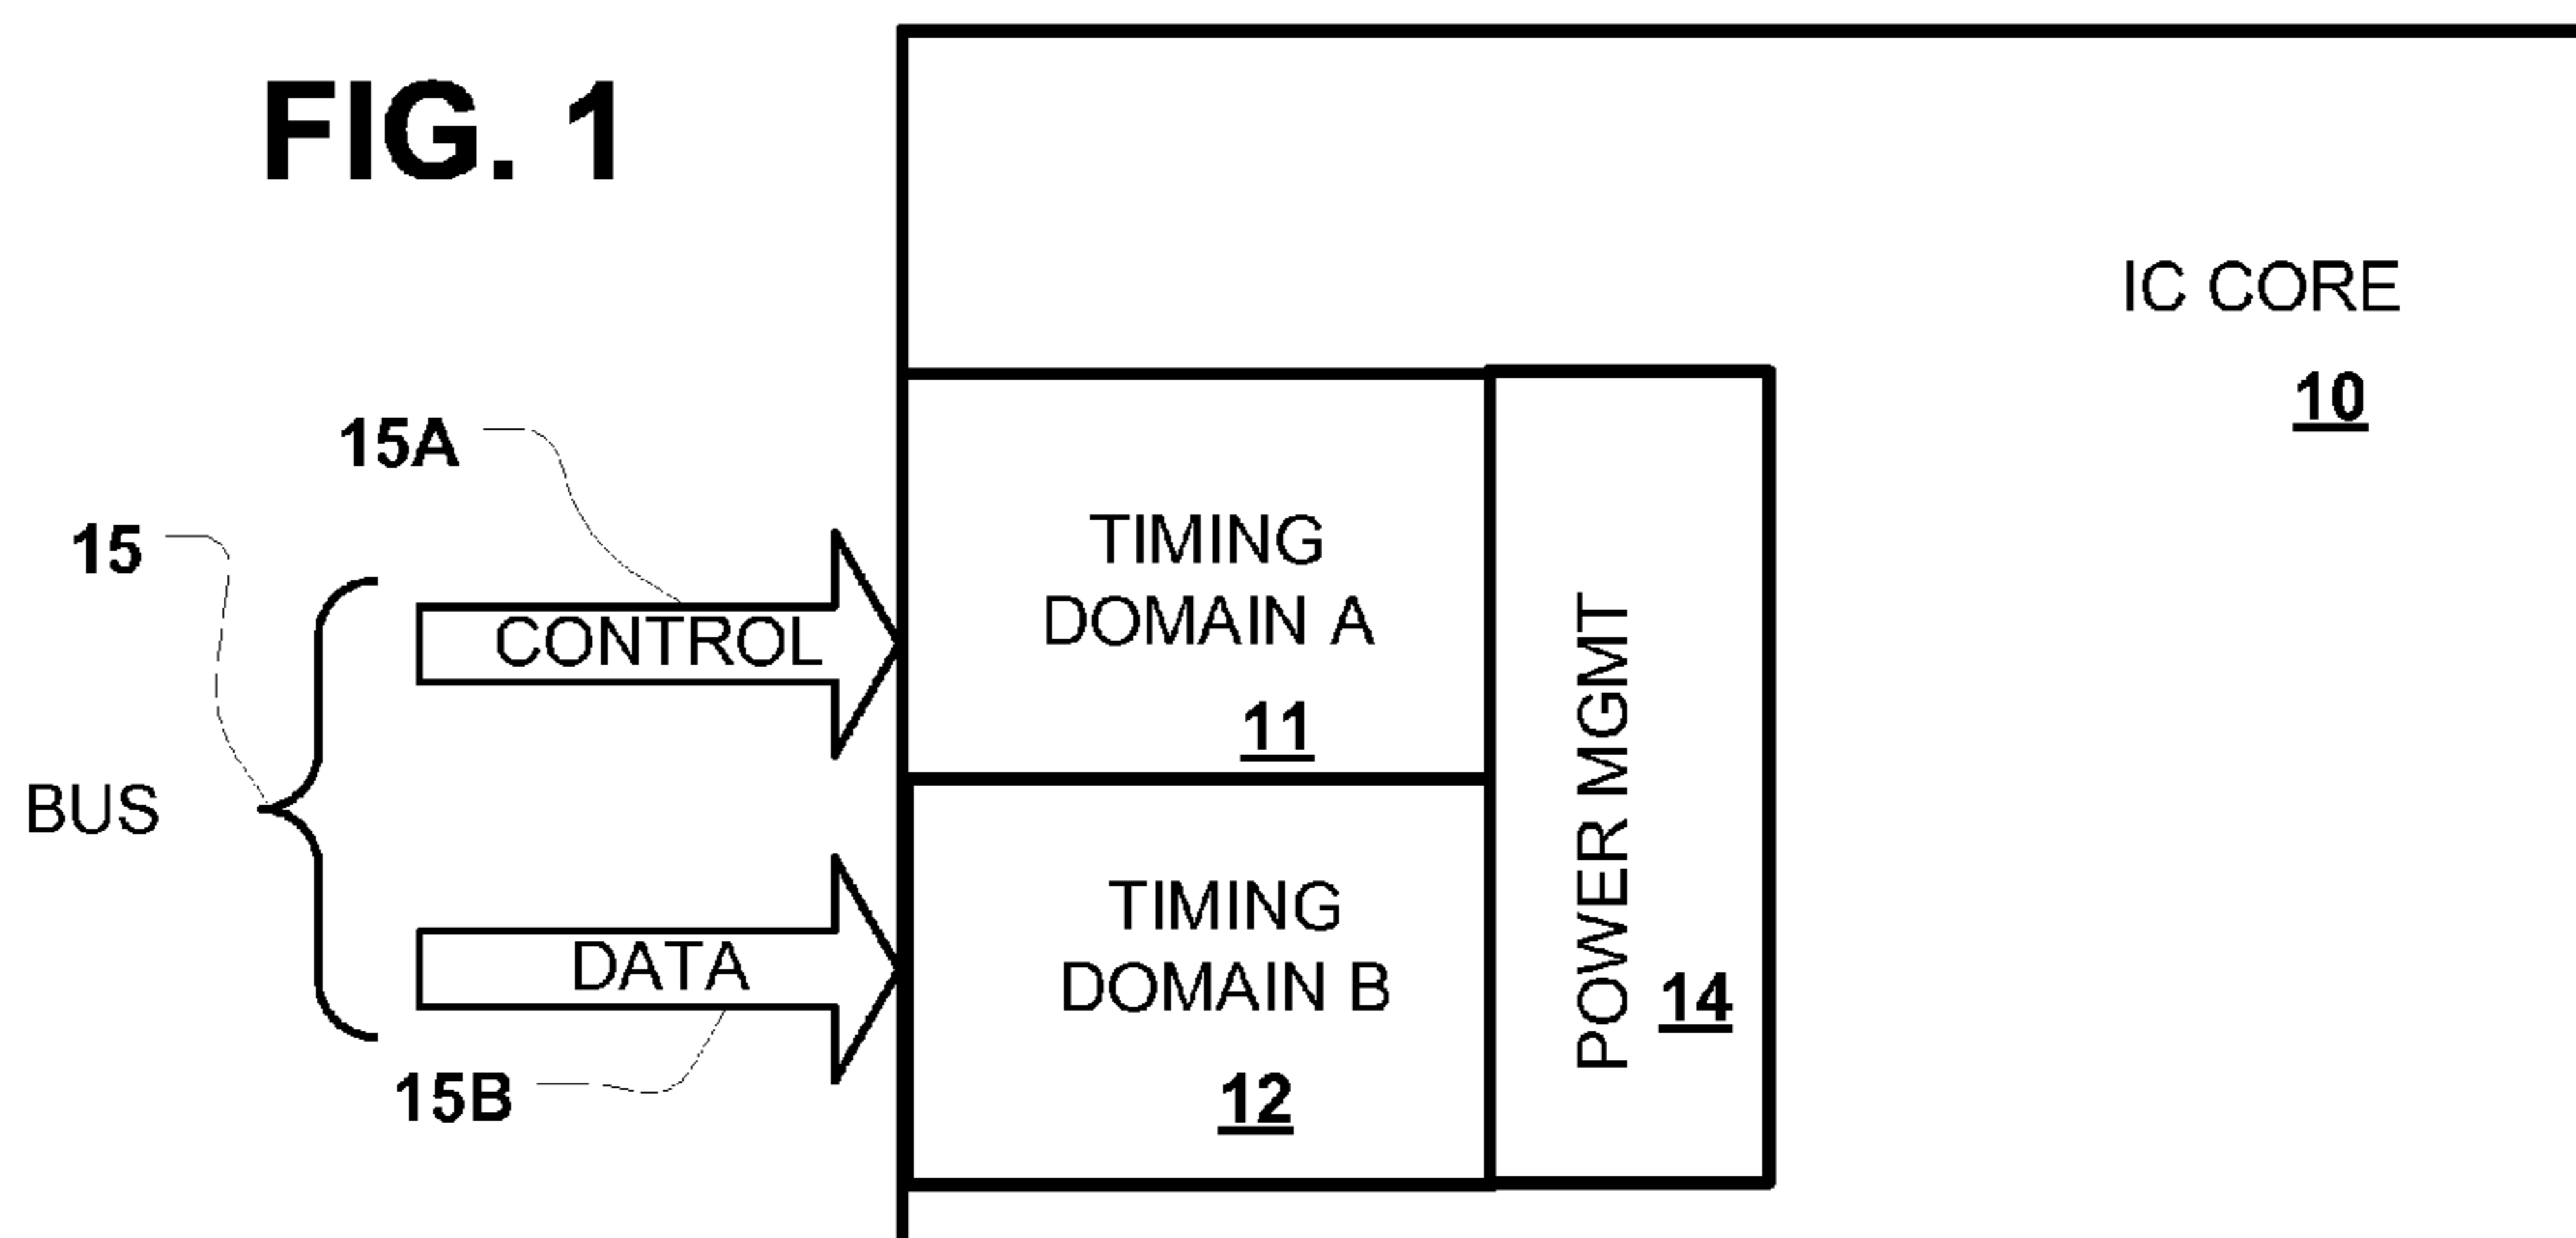 FIG. 1
IC CORE
10
15A
15
CONTROL
BUS
DATA
15B
TIMING
DOMAIN A
11
TIMING
DOMAIN B
12
POWER MGMT
14